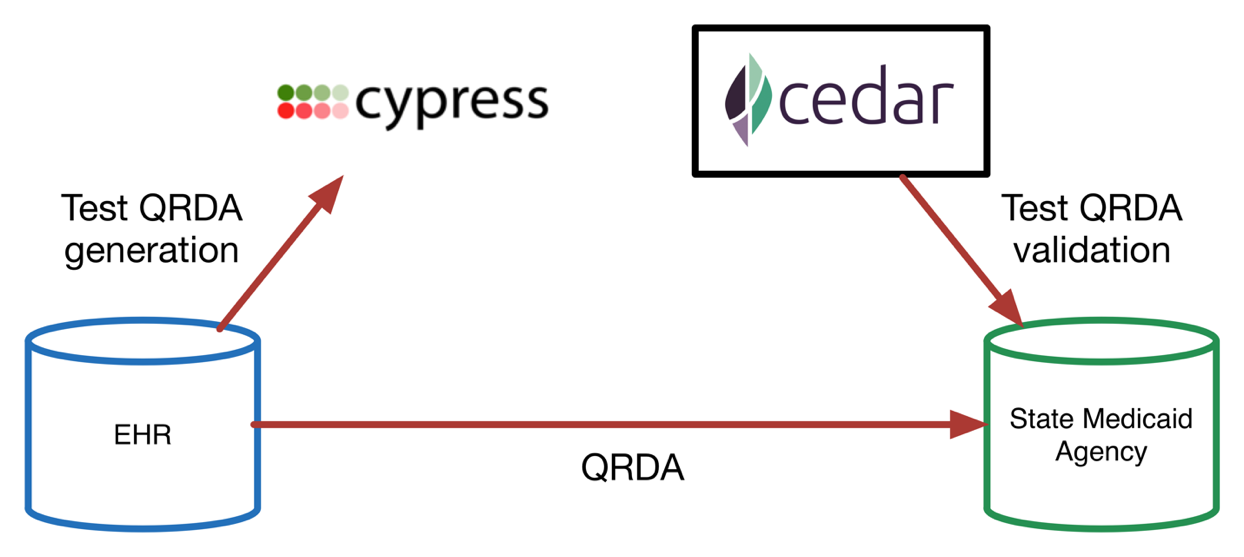 cypress
cedar
Test QRDA
generation
Test QRDA
validation
EHR
State Medicaid
Agency
QRDA